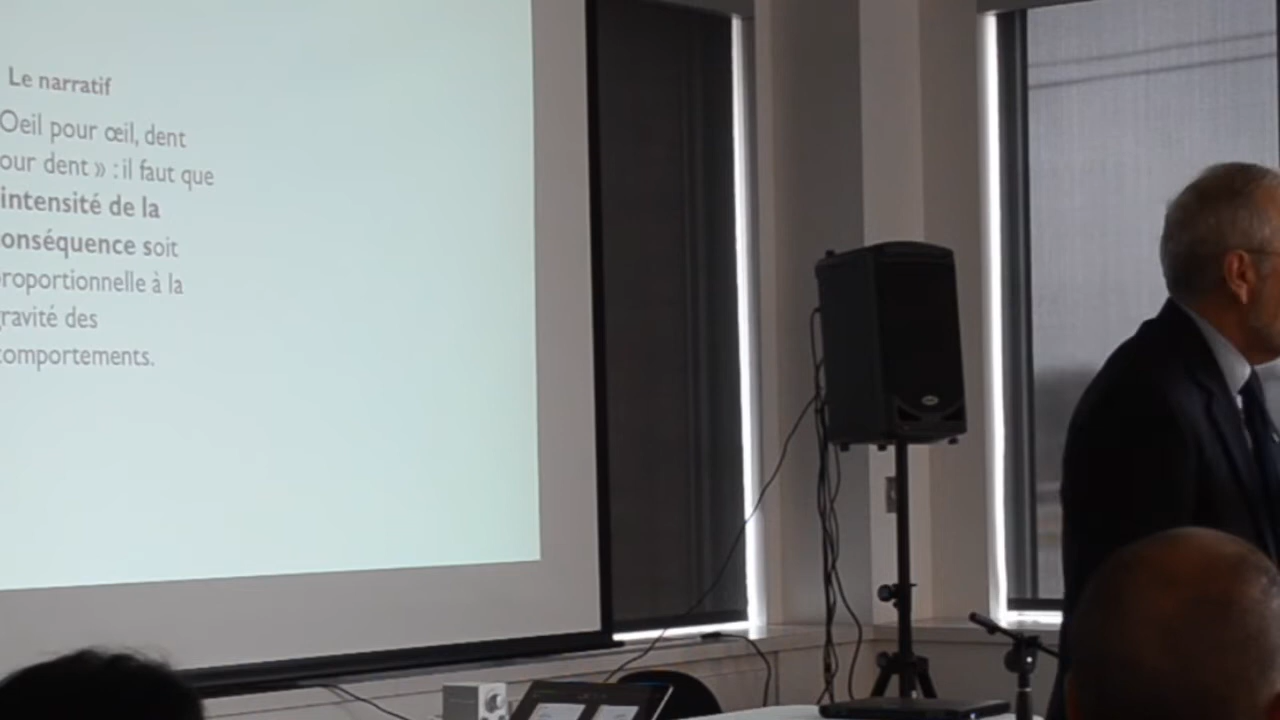 Le narratif
Oeil pour œil, dent
our dent » : il faut que
intensité de la
onséquence soit
roportionnelle à la
ravité des
comportements.